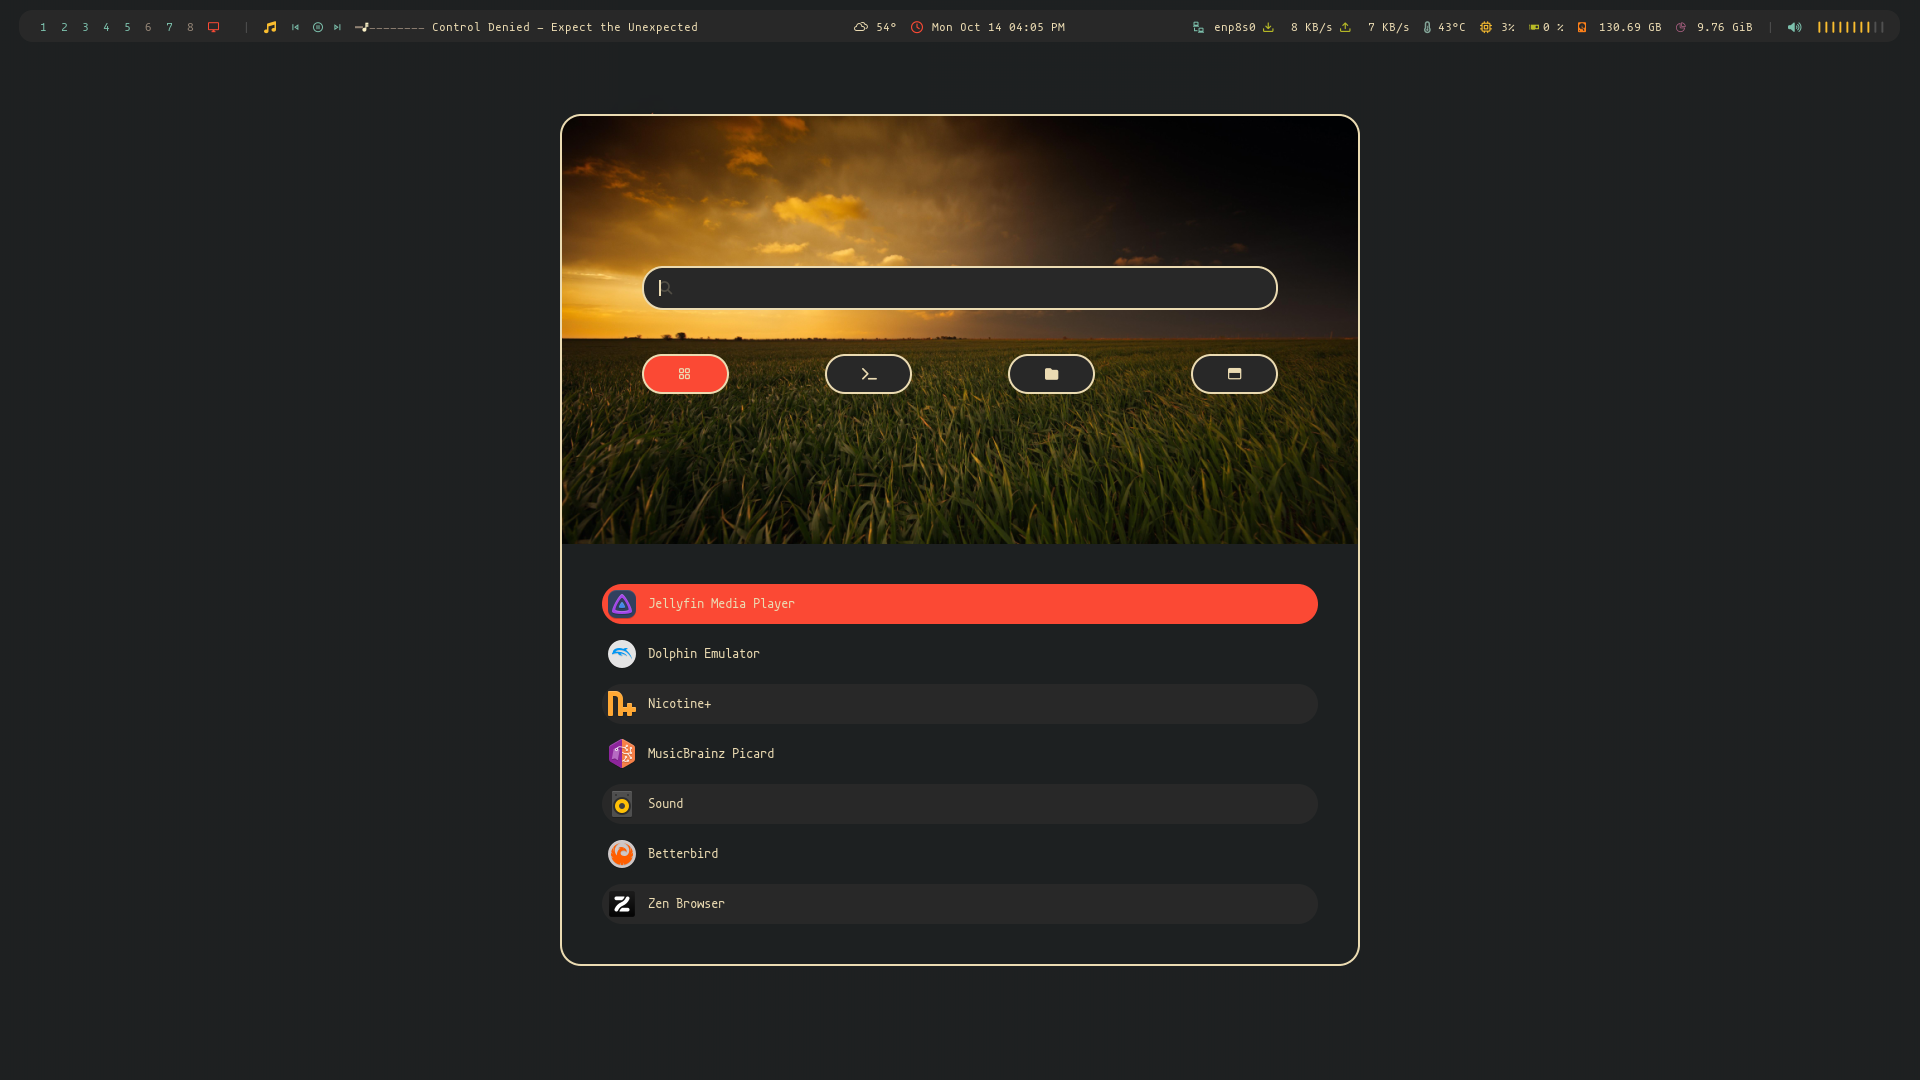 1 2 3 4 5 6 7 8 | Control Denied – Expect the Unexpected 54° Mon Oct 14 04:05 PM enp8s0 8 KB/s 7 KB/s 43°C 3% 0 % 130.69 GB 9.76 GiB |
Jellyfin Media Player
Dolphin Emulator
Nicotine+
MusicBrainz Picard
Sound
Betterbird
Zen Browser